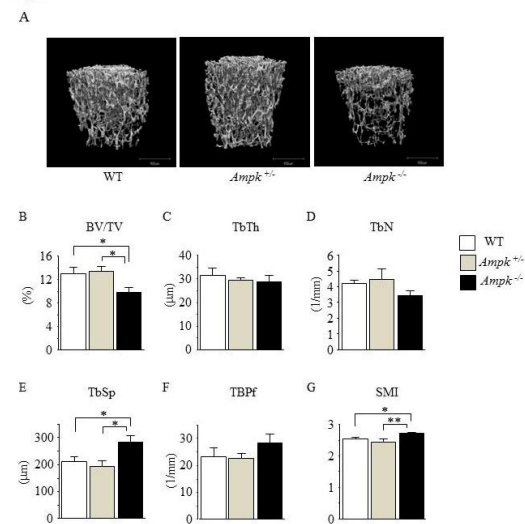 A
WT
Ampk +/-
Ampk -/-
B
BV/TV
*
*
16
12
8
4
0
(%)
C
TbTh
40
30
20
10
0
(μm)
D
TbN
6
5
4
3
2
1
0
(1/mm)
WT
Ampk +/-
Ampk -/-
E
TbSp
*
*
300
200
100
0
(μm)
F
TBPf
30
20
10
0
(1/mm)
G
SMI
*
**
3
2
1
0